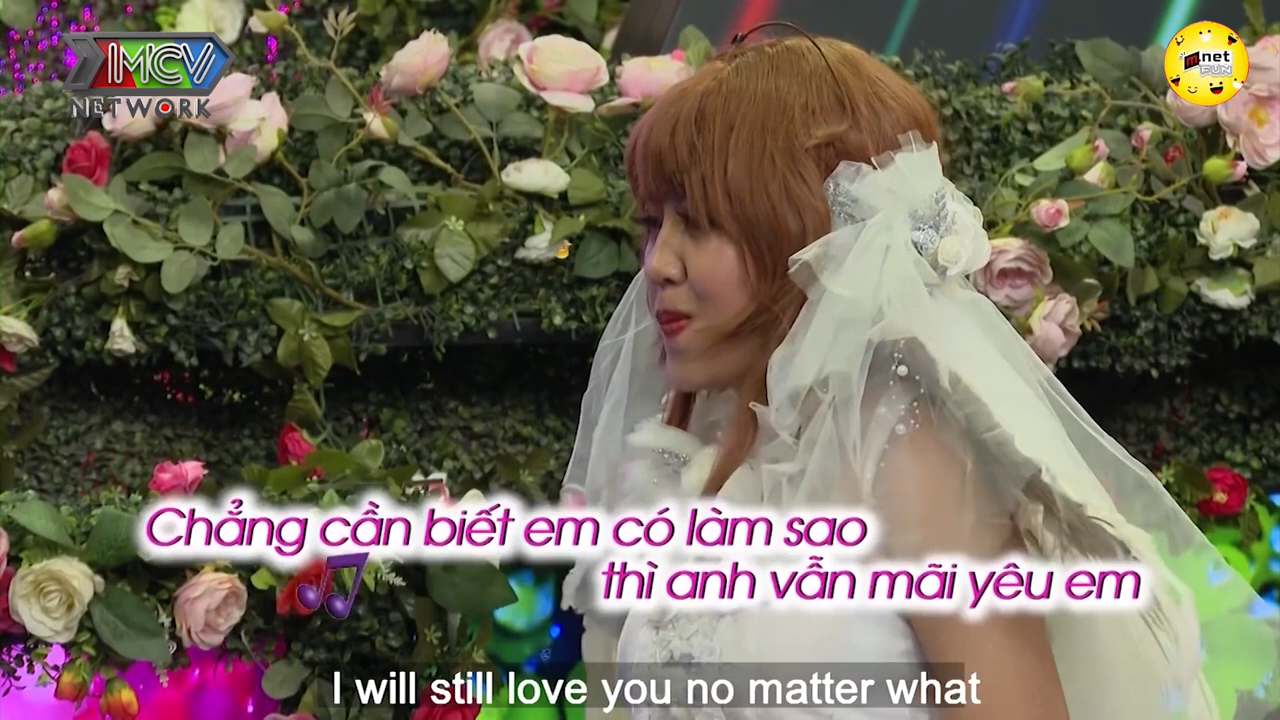 MCV
NETWORK
m.net
FUN
Chẳng cần biết em có làm sao
thì anh vẫn mãi yêu em
I will still love you no matter what